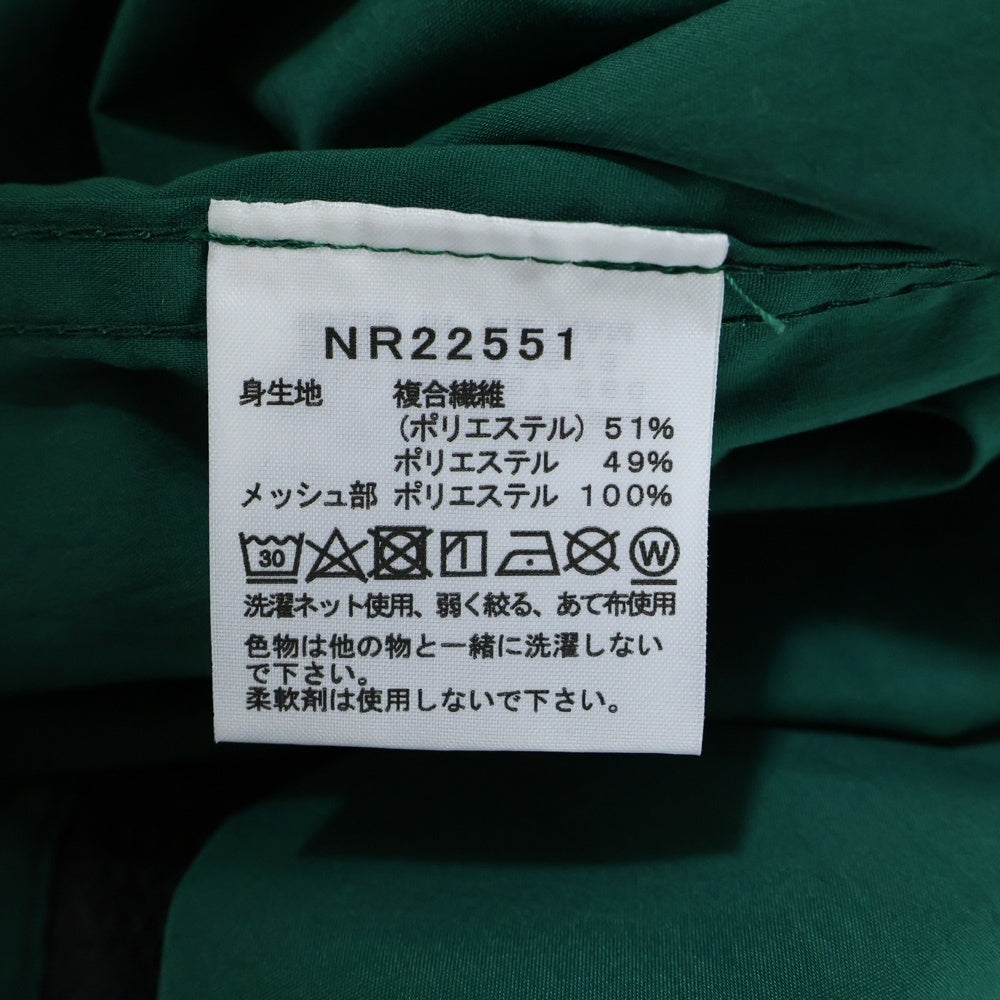 NR22551
身生地 複合繊維
(ポリエステル) 51%
ポリエステル 49%
メッシュ部 ポリエステル 100%
30 W
洗濯ネット使用、弱く絞る、あて布使用
色物は他の物と一緒に洗濯しない
で下さい。
柔軟剤は使用しないで下さい。